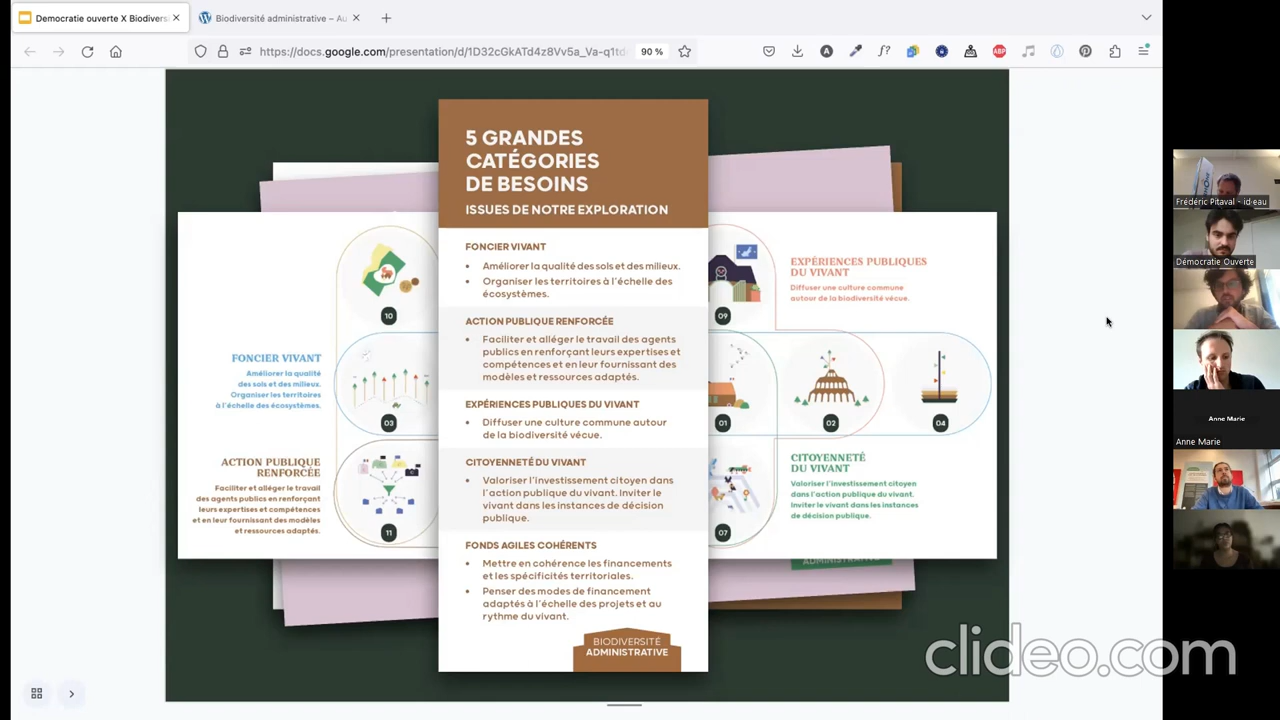 Democratie ouverte X Biodivers
Biodiversité administrative – Au
https://docs.google.com/presentation/d/1D32cGkATd4z8Vv5a_Va-q1td
90 %
5 GRANDES
CATÉGORIES
DE BESOINS
ISSUES DE NOTRE EXPLORATION
FONCIER VIVANT
• Améliorer la qualité des sols et des milieux.
• Organiser les territoires à l'échelle des
écosystèmes.
ACTION PUBLIQUE RENFORCÉE
• Faciliter et alléger le travail des agents
publics en renforçant leurs expertises et
compétences et en leur fournissant des
modèles et ressources adaptés.
EXPÉRIENCES PUBLIQUES DU VIVANT
• Diffuser une culture commune autour
de la biodiversité vécue.
CITOYENNETÉ DU VIVANT
• Valoriser l'investissement citoyen dans
l'action publique du vivant. Inviter le
vivant dans les instances de décision
publique.
FONDS AGILES COHÉRENTS
• Mettre en cohérence les financements
et les spécificités territoriales.
• Penser des modes de financement
adaptés à l'échelle des projets et au
rythme du vivant.
BIODIVERSITÉ
ADMINISTRATIVE
10
FONCIER VIVANT
Améliorer la qualité
des sols et des milieux.
Organiser les territoires
à l'échelle des écosystèmes.
03
ACTION PUBLIQUE
RENFORCÉE
Faciliter et alléger le travail
des agents publics en renforçant
leurs expertises et compétences
et en leur fournissant des modèles
et ressources adaptés.
11
09
EXPÉRIENCES PUBLIQUES
DU VIVANT
Diffuser une culture commune
autour de la biodiversité vécue.
01
02
04
07
CITOYENNETÉ
DU VIVANT
Valoriser l'investissement citoyen
dans l'action publique du vivant.
Inviter le vivant dans les instances
de décision publique.
ADMINISTRATIVE
Frédéric Pitaval - id·eau
Démocratie Ouverte
Anne Marie
Anne Marie
clideo.com